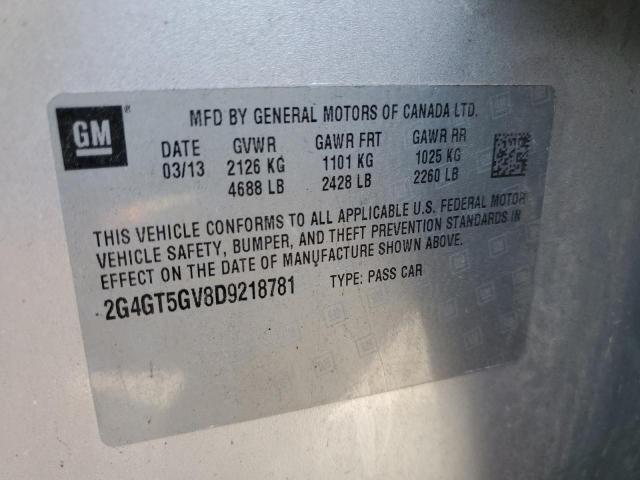 GM®
MFD BY GENERAL MOTORS OF CANADA LTD.
DATE GVWR GAWR FRT GAWR RR
03/13 2126 KG 1101 KG 1025 KG
4688 LB 2428 LB 2260 LB
THIS VEHICLE CONFORMS TO ALL APPLICABLE U.S. FEDERAL MOTOR
VEHICLE SAFETY, BUMPER, AND THEFT PREVENTION STANDARDS IN
EFFECT ON THE DATE OF MANUFACTURE SHOWN ABOVE.
2G4GT5GV8D9218781 TYPE: PASS CAR